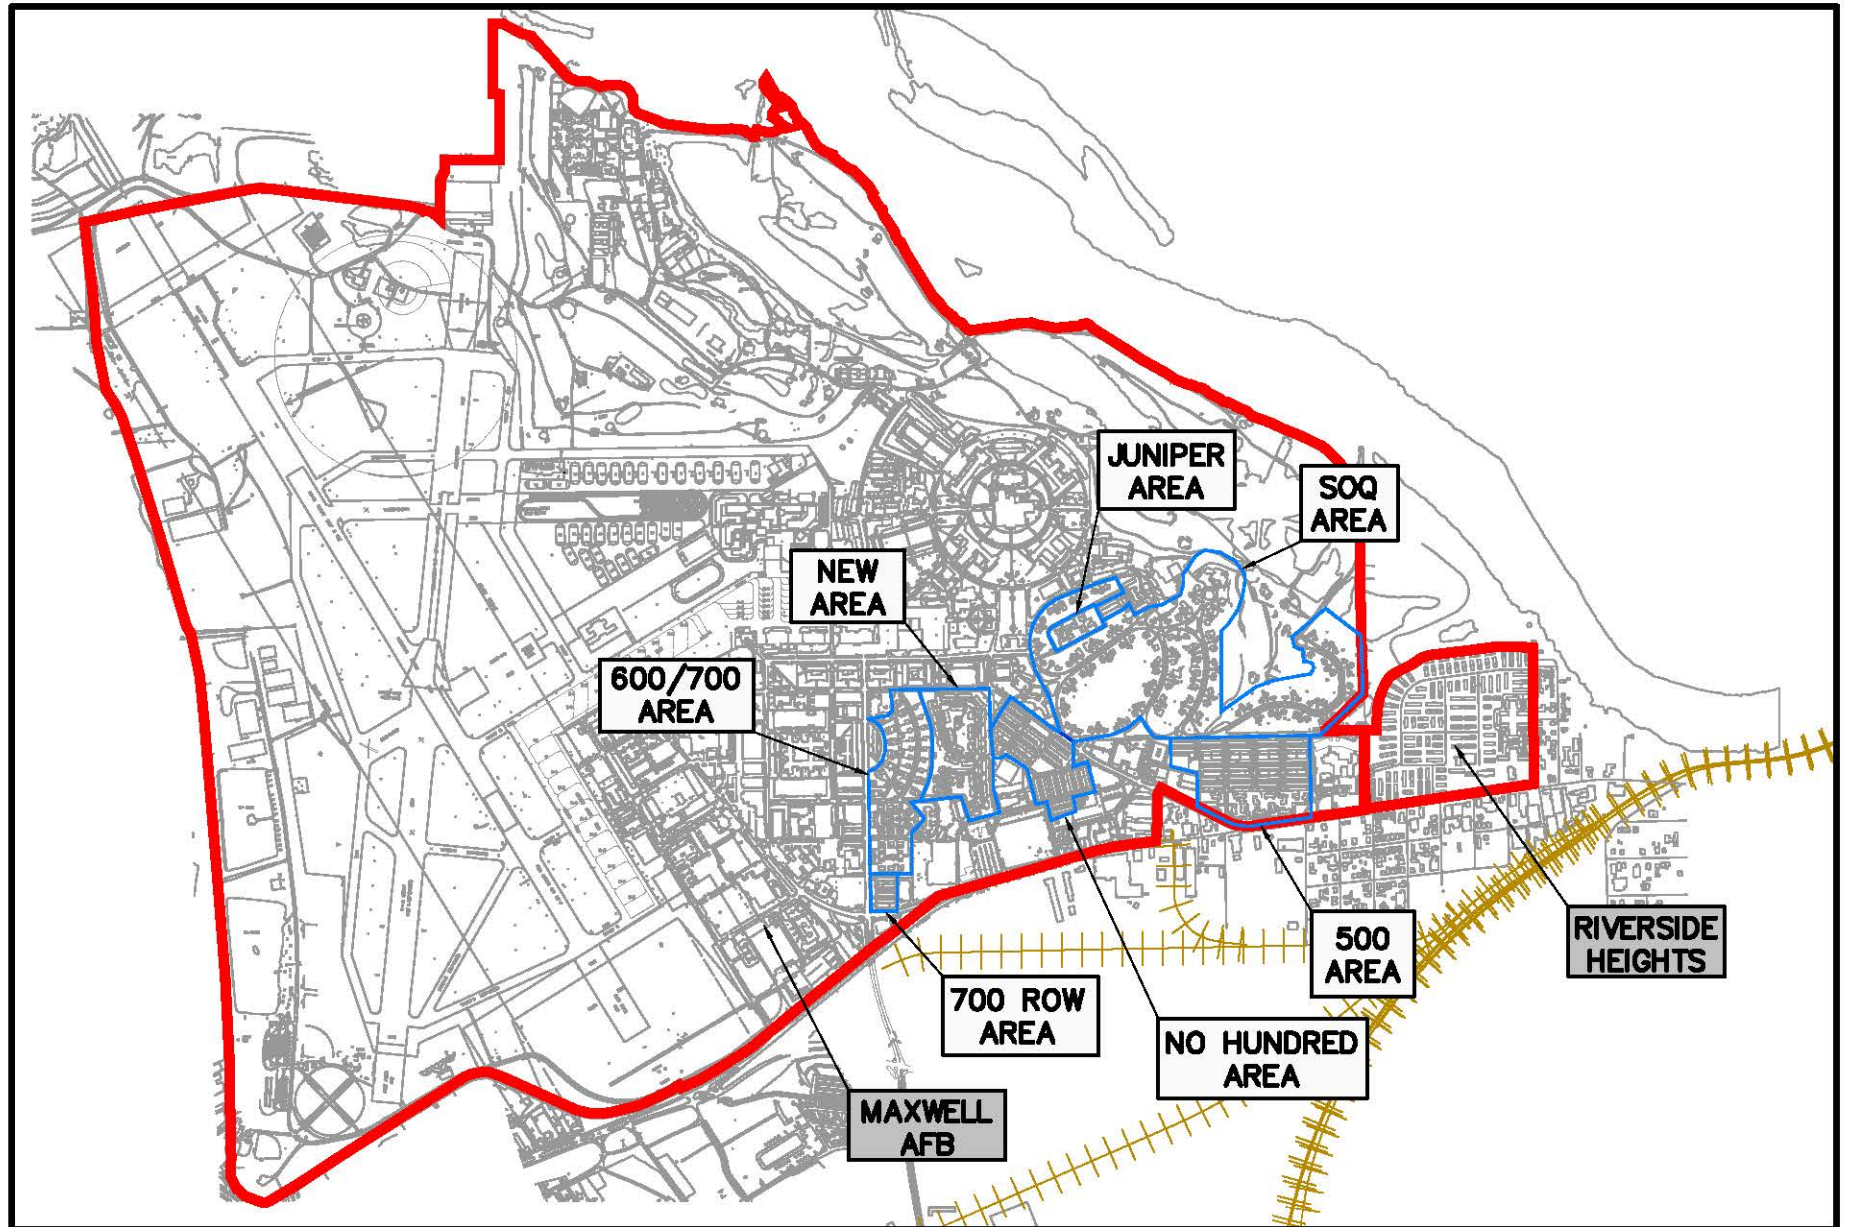 JUNIPER
AREA
SOQ
AREA
NEW
AREA
600/700
AREA
500
AREA
RIVERSIDE
HEIGHTS
700 ROW
AREA
NO HUNDRED
AREA
MAXWELL
AFB